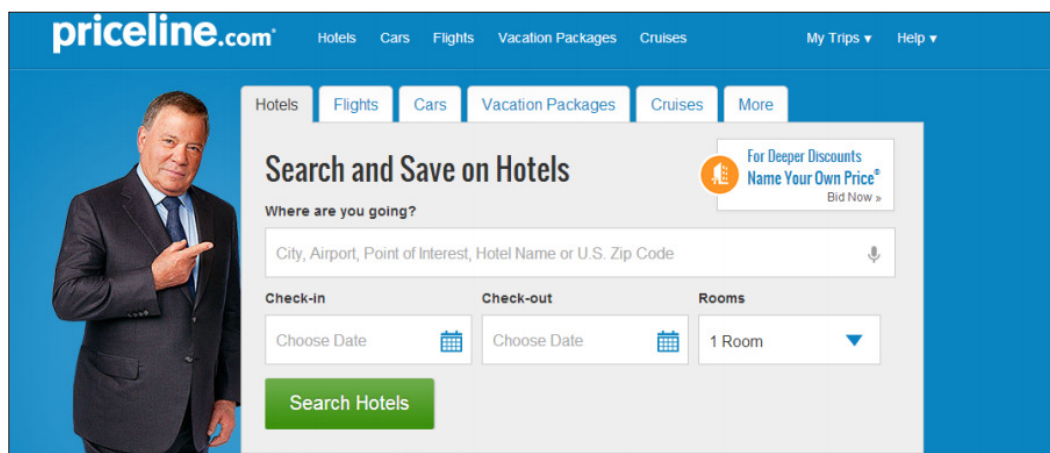 priceline.com®
Hotels Cars Flights Vacation Packages Cruises My Trips ▾ Help ▾
Hotels Flights Cars Vacation Packages Cruises More
Search and Save on Hotels
For Deeper Discounts
Name Your Own Price®
Bid Now »
Where are you going?
City, Airport, Point of Interest, Hotel Name or U.S. Zip Code
Check-in Check-out Rooms
Choose Date Choose Date 1 Room
Search Hotels